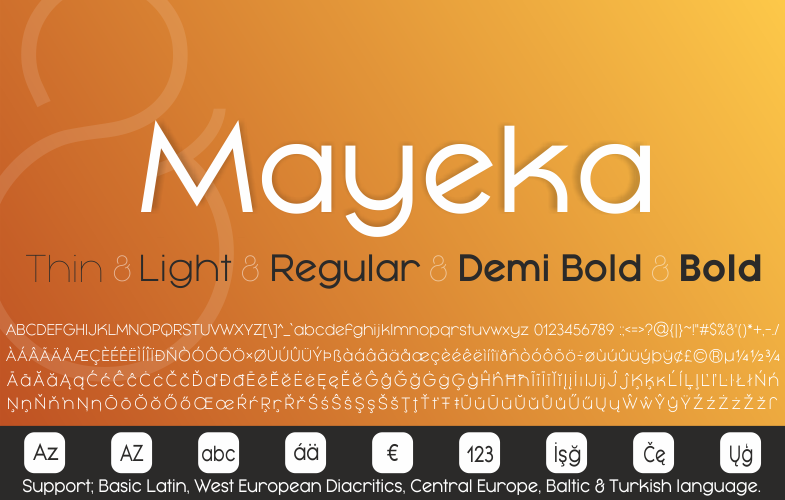 Mayeka
Thin & Light & Regular & Demi Bold & Bold
ABCDEFGHIJKLMNOPQRSTUVWXYZ[\]^_`abcdefghijklmnopqrstuvwxyz 0123456789 :;<=>?@{|}~!"#$%&'()*+,-./
ÀÁÂÃÄÅÆÇÈÉÊËÌÍÎÏÐÑÒÓÔÕÖ×ØÙÚÛÜÝÞßàáâãäåæçèéêëìíîïðñòóôõö÷øùúûüýþÿ¢£©®µ¼½¾
ĀāĂăĄąĆćĈĉĊċČčĎďĐđĒēĔĕĖėĘęĚěĜĝĞğĠġĢģĤĥĦħĨĩĪīĬĭĮįİıĲĳĴĵĶķĸĹĺĻļĽľĿŀŁłŃń
ŅņŇňŉŊŋŌōŎŏŐőŒœŔŕŖŗŘřŚśŜŝŞşŠšŢţŤťŦŧŨũŪūŬŭŮůŰűŲųŴŵŶŷŸŹźŻżŽžſ
Az AZ abc áä € 123 İşğ Čę Ųģ
Support; Basic Latin, West European Diacritics, Central Europe, Baltic & Turkish language.